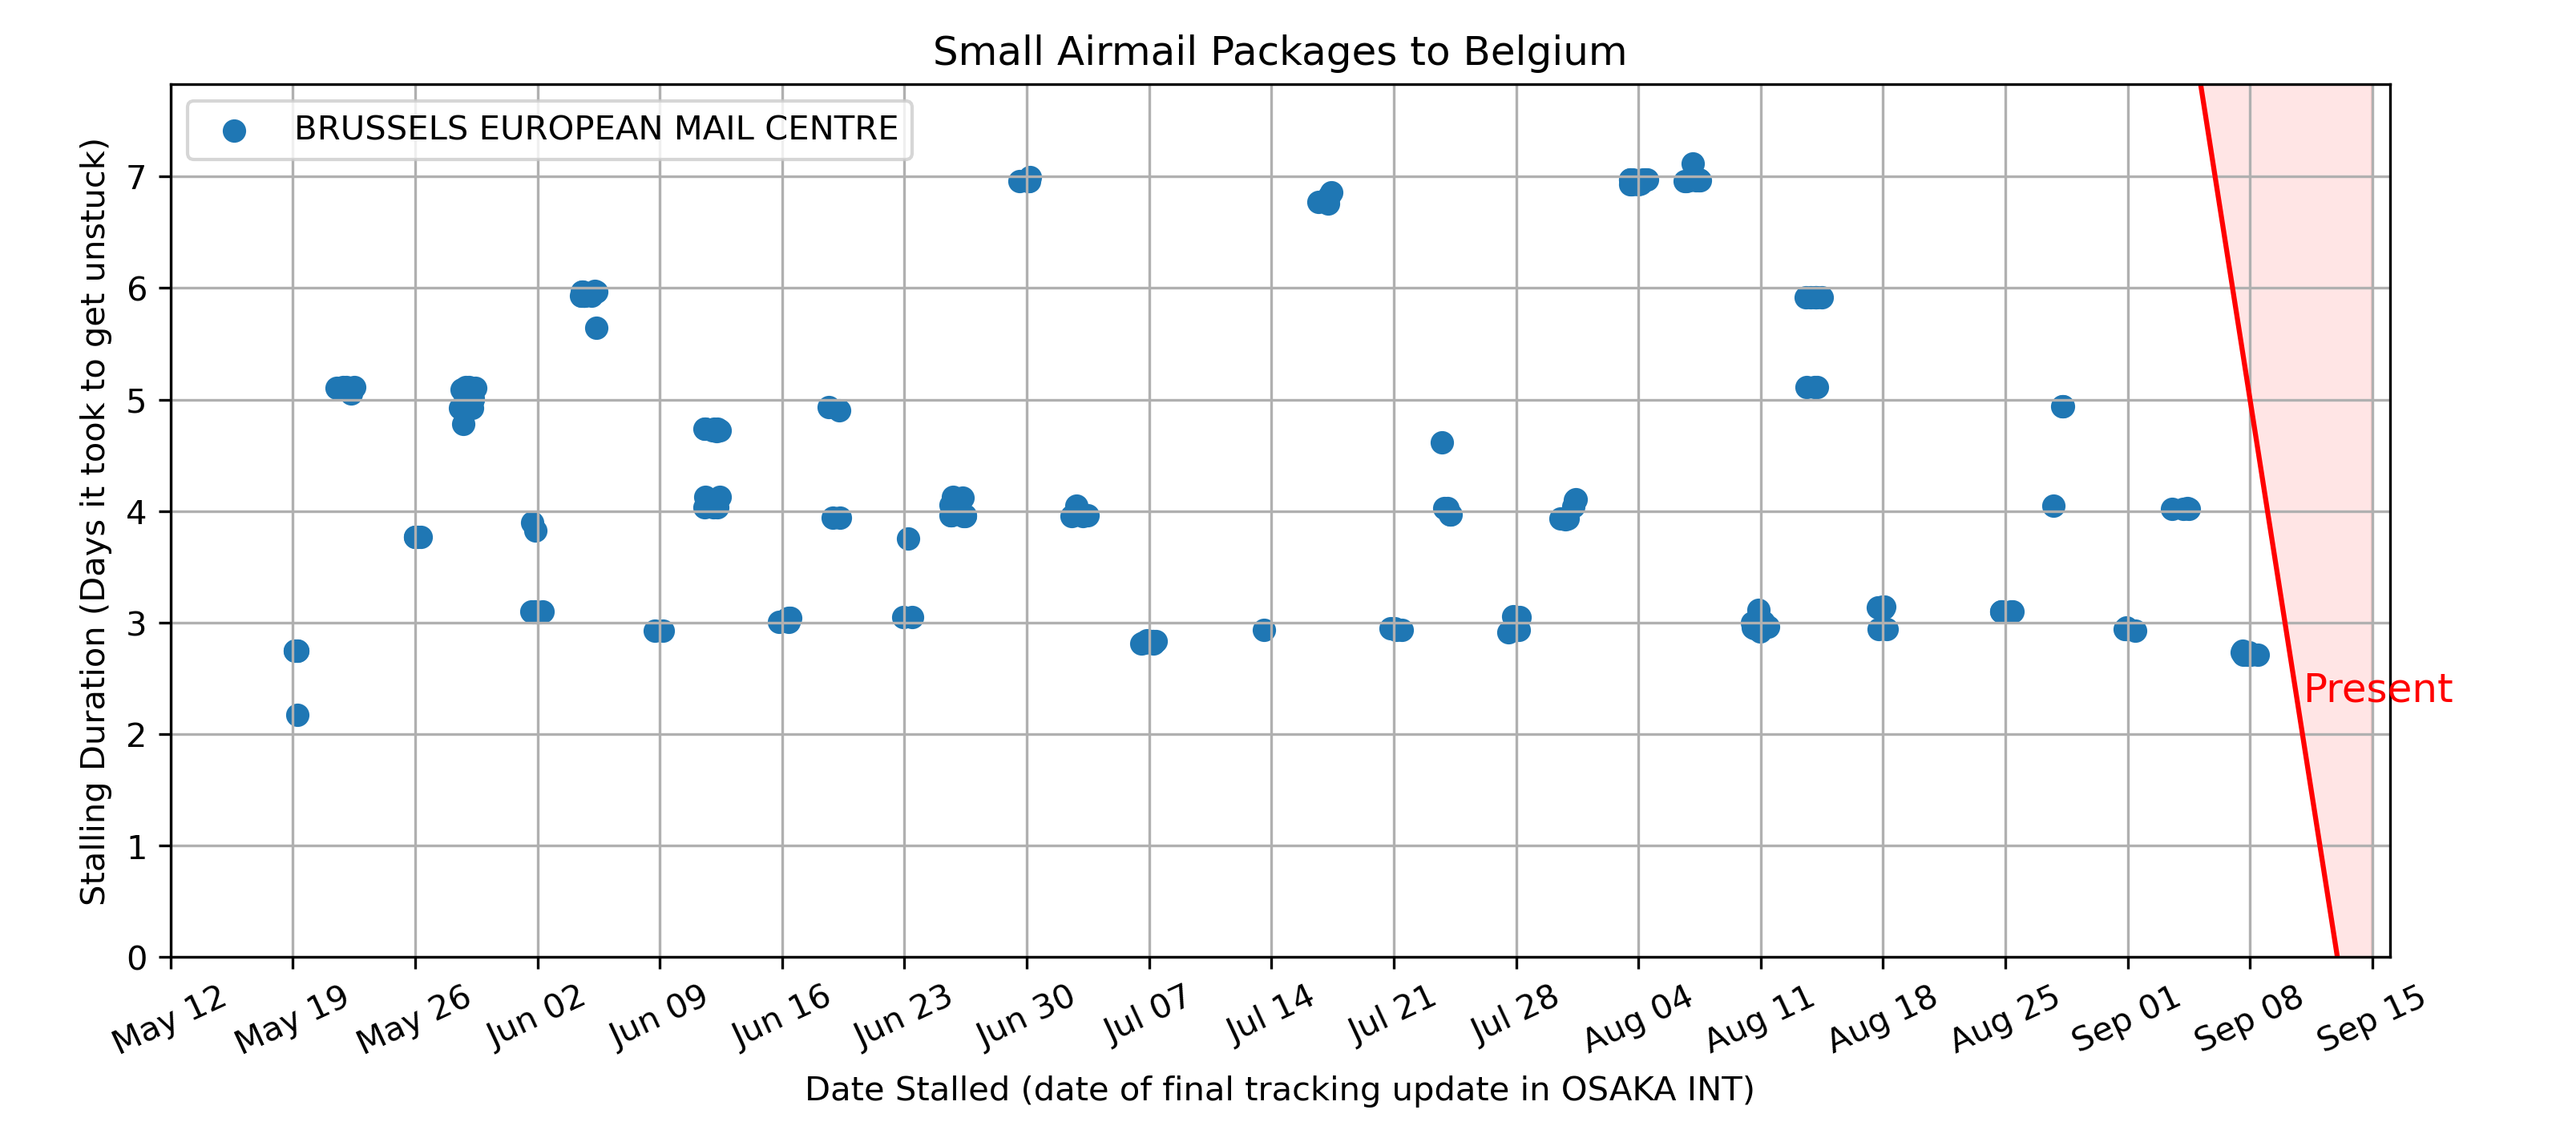 Small Airmail Packages to Belgium
BRUSSELS EUROPEAN MAIL CENTRE
Stalling Duration (Days it took to get unstuck)
7
6
5
4
3
2
1
0
Present
May 12
May 19
May 26
Jun 02
Jun 09
Jun 16
Jun 23
Jun 30
Jul 07
Jul 14
Jul 21
Jul 28
Aug 04
Aug 11
Aug 18
Aug 25
Sep 01
Sep 08
Sep 15
Date Stalled (date of final tracking update in OSAKA INT)